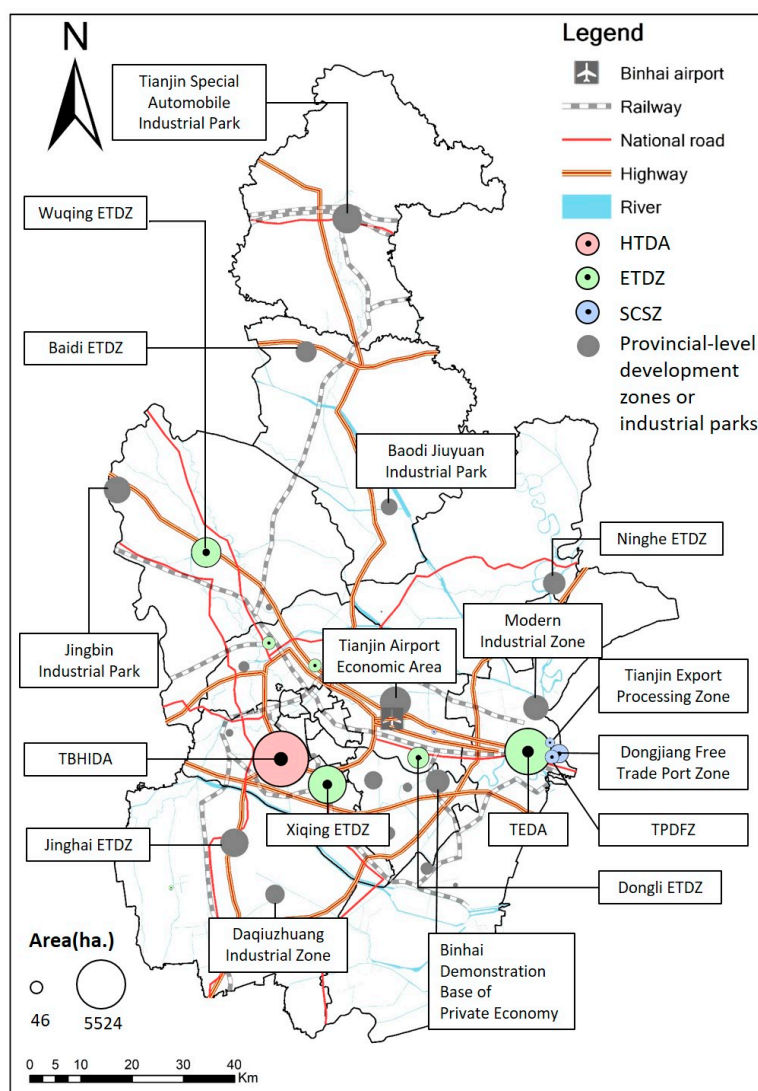 N
Legend
Binhai airport
Railway
National road
Highway
River
HTDA
ETDZ
SCSZ
Provincial-level
development
zones or
industrial parks
Tianjin Special
Automobile
Industrial Park
Wuqing ETDZ
Baidi ETDZ
Baodi Jiuyuan
Industrial Park
Ninghe ETDZ
Modern
Industrial Zone
Jingbin
Industrial Park
Tianjin Airport
Economic Area
Tianjin Export
Processing Zone
TBHIDA
Dongjiang Free
Trade Port Zone
Jinghai ETDZ
Xiqing ETDZ
TEDA
TPDFZ
Dongli ETDZ
Daqiuzhuang
Industrial Zone
Binhai
Demonstration
Base of
Private Economy
Area(ha.)
46
5524
0 5 10 20 30 40
Km